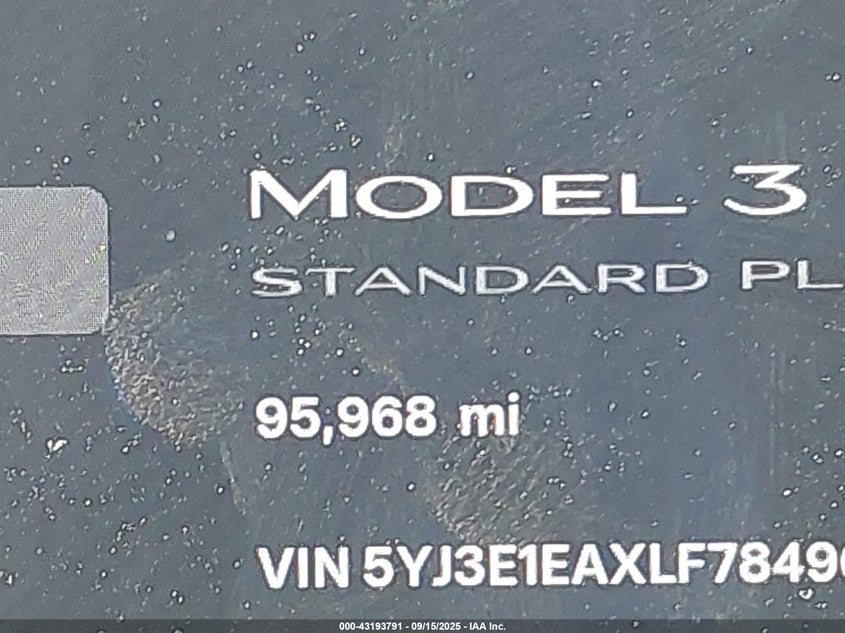 MODEL 3
STANDARD PL
95,968 mi
VIN 5YJ3E1EAXLF7849
000-43193791 - 09/15/2025 - IAA Inc.